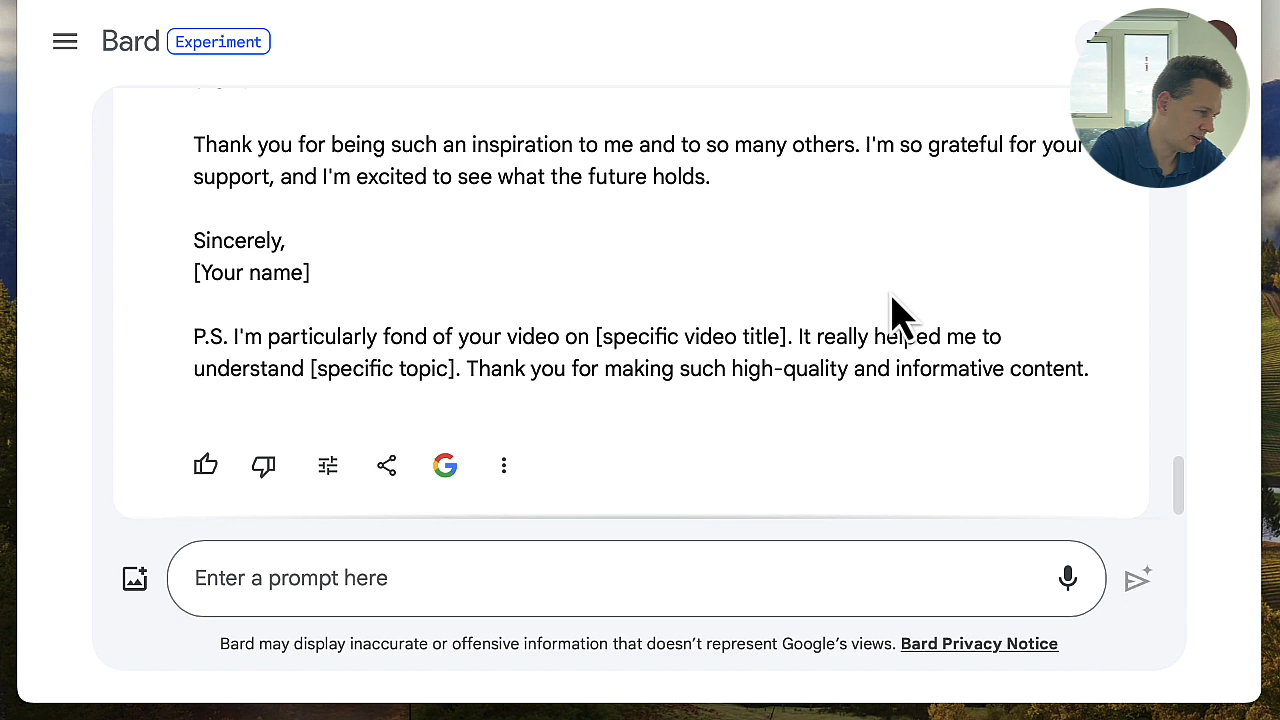 Bard Experiment
Thank you for being such an inspiration to me and to so many others. I'm so grateful for your
support, and I'm excited to see what the future holds.
Sincerely,
[Your name]
P.S. I'm particularly fond of your video on [specific video title]. It really helped me to
understand [specific topic]. Thank you for making such high-quality and informative content.
Enter a prompt here
Bard may display inaccurate or offensive information that doesn't represent Google's views. Bard Privacy Notice